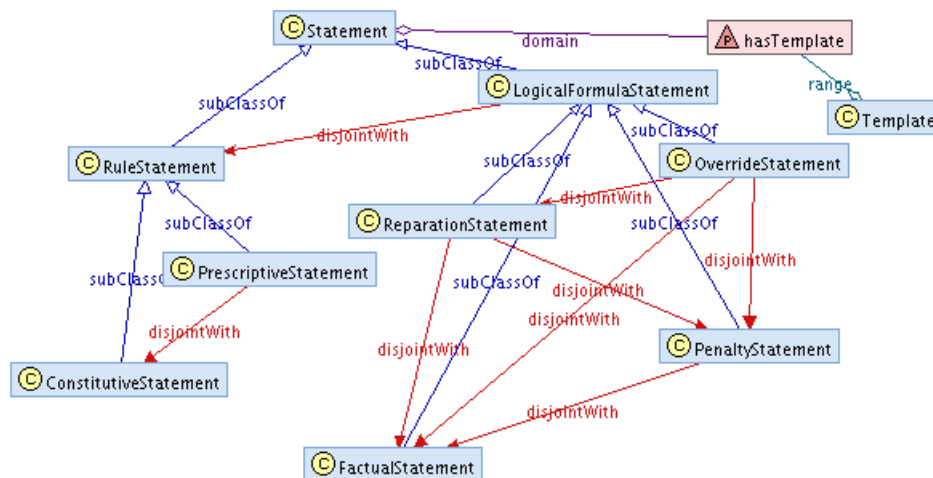 C Statement
P hasTemplate
domain
subClassOf
C LogicalFormulaStatement
range
subClassOf
C Template
disjointWith
subClassOf
C RuleStatement
subClassOf
C OverrideStatement
disjointWith
C ReparationStatement
subClassOf
subClassOf
C PrescriptiveStatement
subClassOf
subClassOf
disjointWith
disjointWith
disjointWith
disjointWith
disjointWith
C PenaltyStatement
C ConstitutiveStatement
disjointWith
C FactualStatement